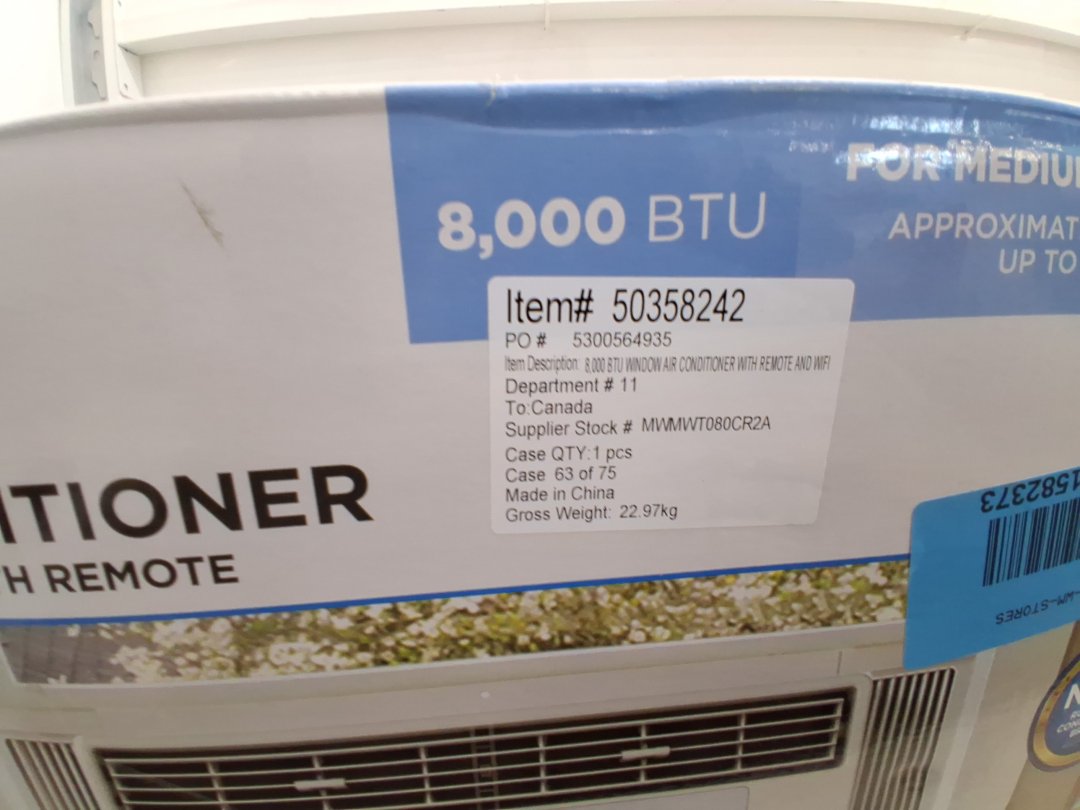 FOR MEDIU
8,000 BTU
APPROXIMAT
UP TO
Item# 50358242
PO # 5300564935
Item Description: 8,000 BTU WINDOW AIR CONDITIONER WITH REMOTE AND WIFI
Department # 11
To:Canada
Supplier Stock # MWMWT080CR2A
Case QTY:1 pcs
Case 63 of 75
Made in China
Gross Weight: 22.97kg
ITIONER
H REMOTE
1582373
-WM-STORES